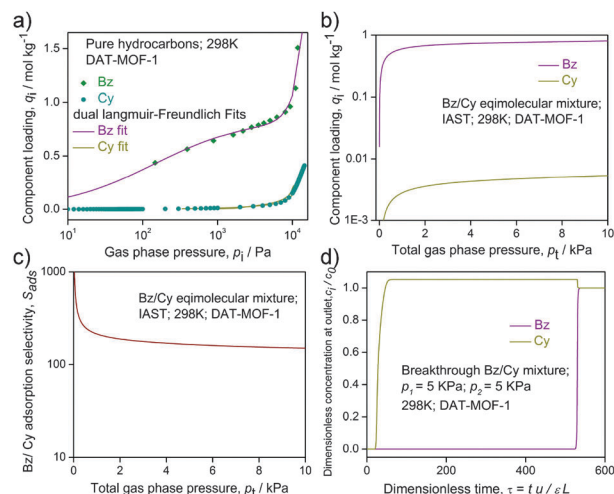 a)
Pure hydrocarbons; 298K
DAT-MOF-1
Bz
Cy
dual langmuir-Freundlich Fits
Bz fit
Cy fit
1.5
1.0
0.5
0.0
10¹
10²
10³
10⁴
Component loading, qᵢ / mol kg⁻¹
Gas phase pressure, pᵢ / Pa
b)
Bz
Cy
Bz/Cy eqimolecular mixture;
IAST; 298K; DAT-MOF-1
1
0.1
0.01
1E-3
0
2
4
6
8
10
Component loading, qᵢ / mol kg⁻¹
Total gas phase pressure, pₜ / kPa
c)
Bz/Cy eqimolecular mixture;
IAST; 298K; DAT-MOF-1
1000
100
10
0
2
4
6
8
10
Bz/ Cy adsorption selectivity, Sads
Total gas phase pressure, pₜ / kPa
d)
Bz
Cy
Breakthrough Bz/Cy mixture;
p₁ = 5 KPa; p₂ = 5 KPa
298K; DAT-MOF-1
1.0
0.8
0.6
0.4
0.2
0.0
0
200
400
600
Dimensionless concentration at outlet,cᵢ / c₀
Dimensionless time, τ = t u / εL